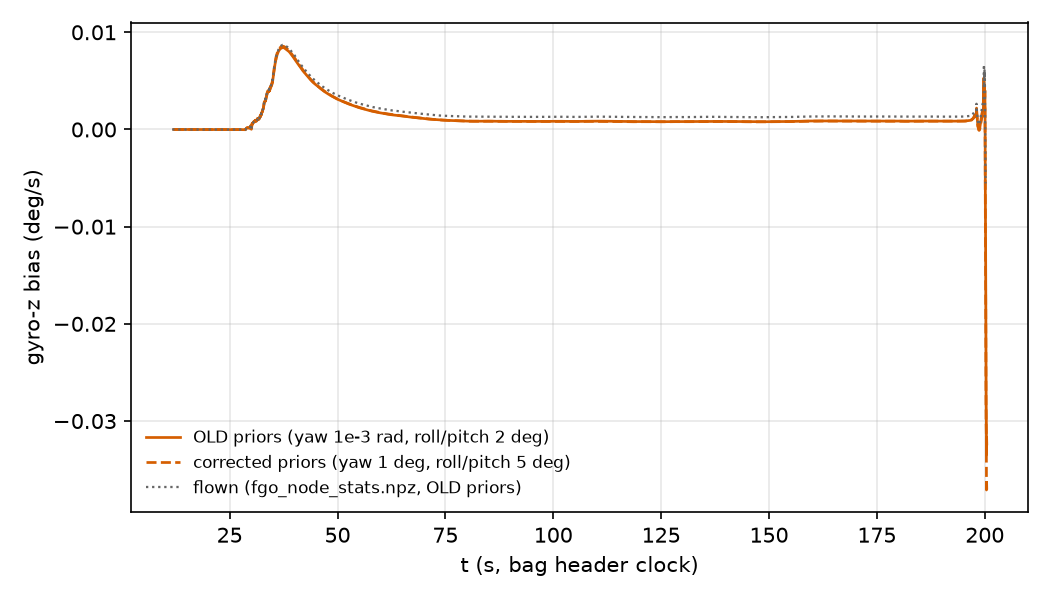 0.01
0.00
−0.01
−0.02
−0.03
gyro-z bias (deg/s)
OLD priors (yaw 1e-3 rad, roll/pitch 2 deg)
corrected priors (yaw 1 deg, roll/pitch 5 deg)
flown (fgo_node_stats.npz, OLD priors)
25 50 75 100 125 150 175 200
t (s, bag header clock)